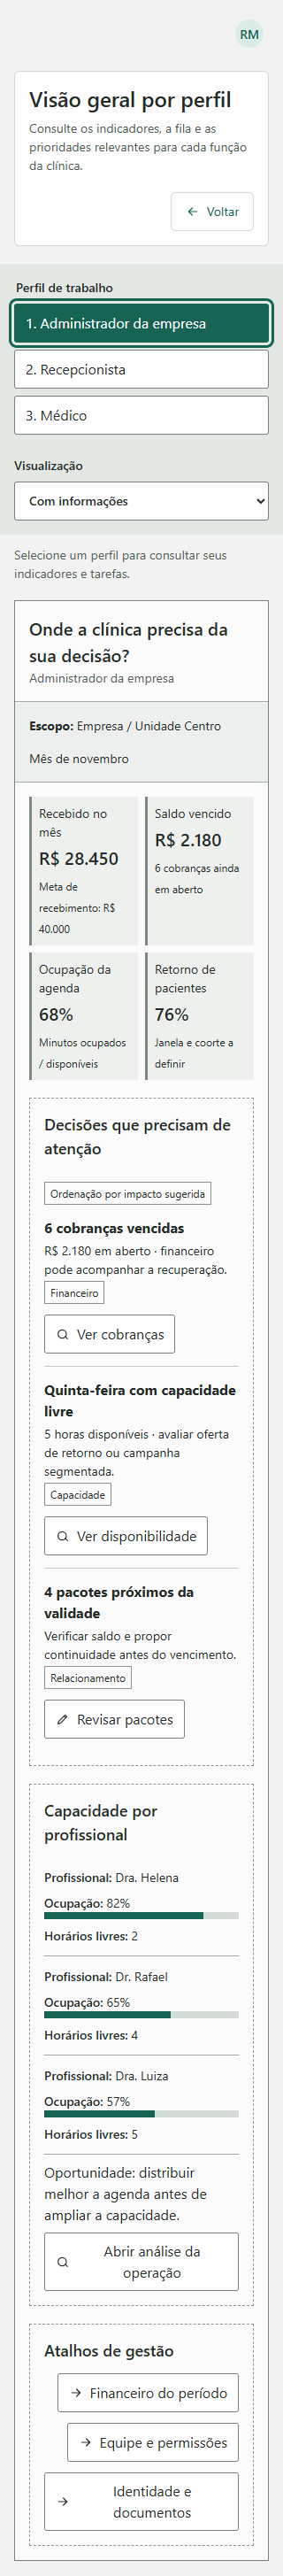 RM
Visão geral por perfil
Consulte os indicadores, a fila e as
prioridades relevantes para cada função
da clínica.
Voltar
Perfil de trabalho
1. Administrador da empresa
2. Recepcionista
3. Médico
Visualização
Com informações
Selecione um perfil para consultar seus
indicadores e tarefas.
Onde a clínica precisa da
sua decisão?
Administrador da empresa
Escopo: Empresa / Unidade Centro
Mês de novembro
Recebido no
mês
R$ 28.450
Meta de
recebimento: R$
40.000
Saldo vencido
R$ 2.180
6 cobranças ainda
em aberto
Ocupação da
agenda
68%
Minutos ocupados
/ disponíveis
Retorno de
pacientes
76%
Janela e coorte a
definir
Decisões que precisam de
atenção
Ordenação por impacto sugerida
6 cobranças vencidas
R$ 2.180 em aberto · financeiro
pode acompanhar a recuperação.
Financeiro
Ver cobranças
Quinta-feira com capacidade
livre
5 horas disponíveis · avaliar oferta
de retorno ou campanha
segmentada.
Capacidade
Ver disponibilidade
4 pacotes próximos da
validade
Verificar saldo e propor
continuidade antes do vencimento.
Relacionamento
Revisar pacotes
Capacidade por
profissional
Profissional: Dra. Helena
Ocupação: 82%
Horários livres: 2
Profissional: Dr. Rafael
Ocupação: 65%
Horários livres: 4
Profissional: Dra. Luiza
Ocupação: 57%
Horários livres: 5
Oportunidade: distribuir
melhor a agenda antes de
ampliar a capacidade.
Abrir análise da
operação
Atalhos de gestão
Financeiro do período
Equipe e permissões
Identidade e
documentos